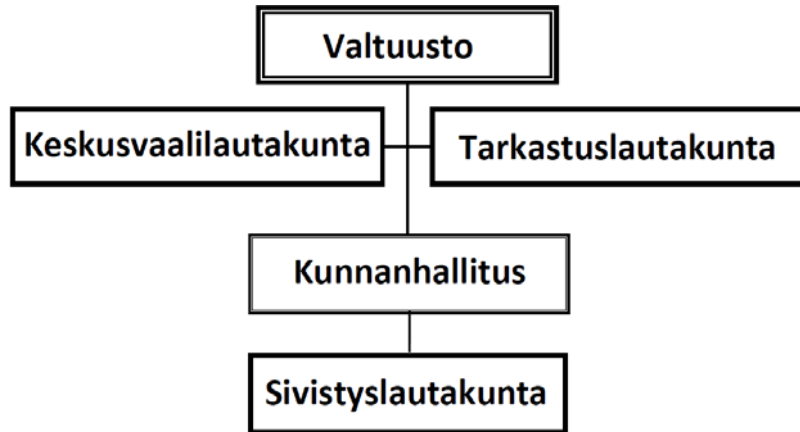 Valtuusto
Keskusvaalilautakunta
Tarkastuslautakunta
Kunnanhallitus
Sivistyslautakunta